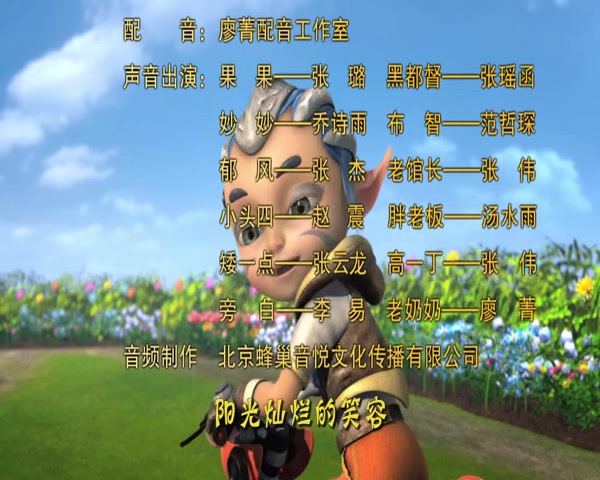 配 音：廖菁配音工作室
声音出演：果 果——张 璐 黑都督——张瑶函
妙 妙——乔诗雨 布 智——范哲琛
郁 风——张 杰 老馆长——张 伟
小头四——赵 震 胖老板——汤水雨
矮一点——张云龙 高一丁——张 伟
旁 白——李 易 老奶奶——廖 菁
音频制作 北京蜂巢音悦文化传播有限公司
阳光灿烂的笑容